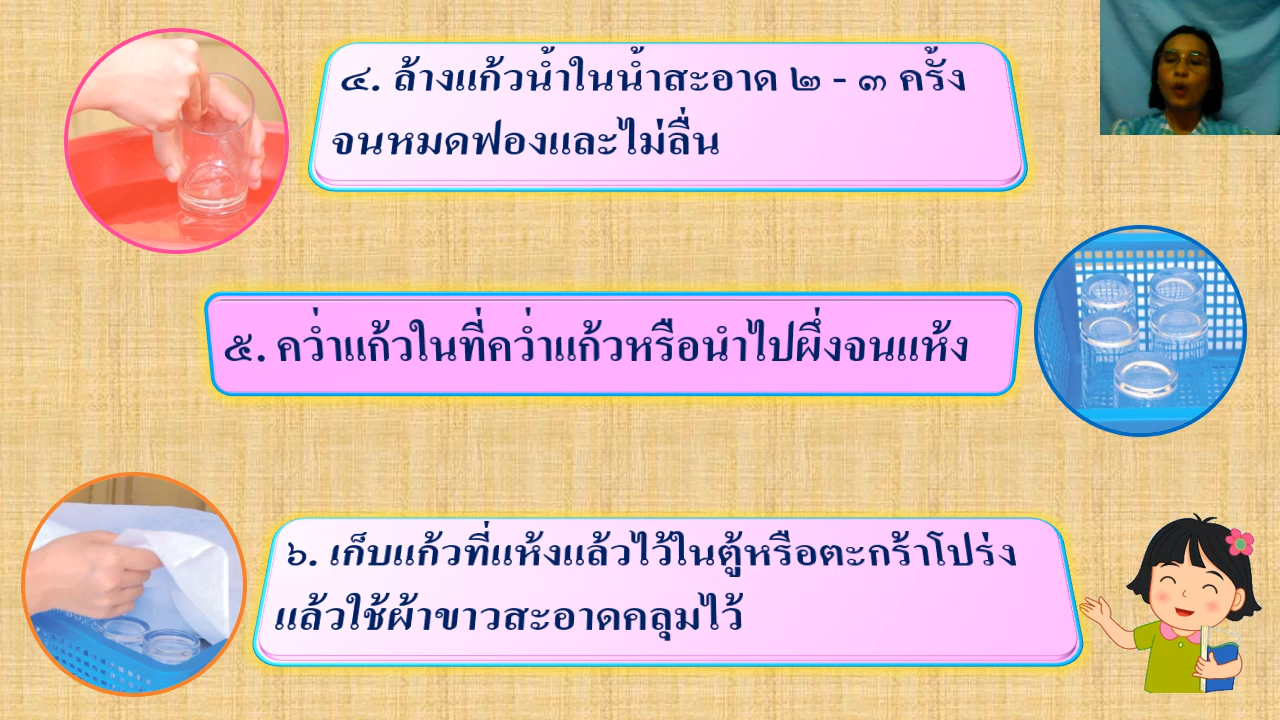 ๔. ล้างแก้วน้ำในน้ำสะอาด ๒ - ๓ ครั้ง
จนหมดฟองและไม่ลื่น
๕. คว่ำแก้วในที่คว่ำแก้วหรือนำไปผึ่งจนแห้ง
๖. เก็บแก้วที่แห้งแล้วไว้ในตู้หรือตะกร้าโปร่ง
แล้วใช้ผ้าขาวสะอาดคลุมไว้